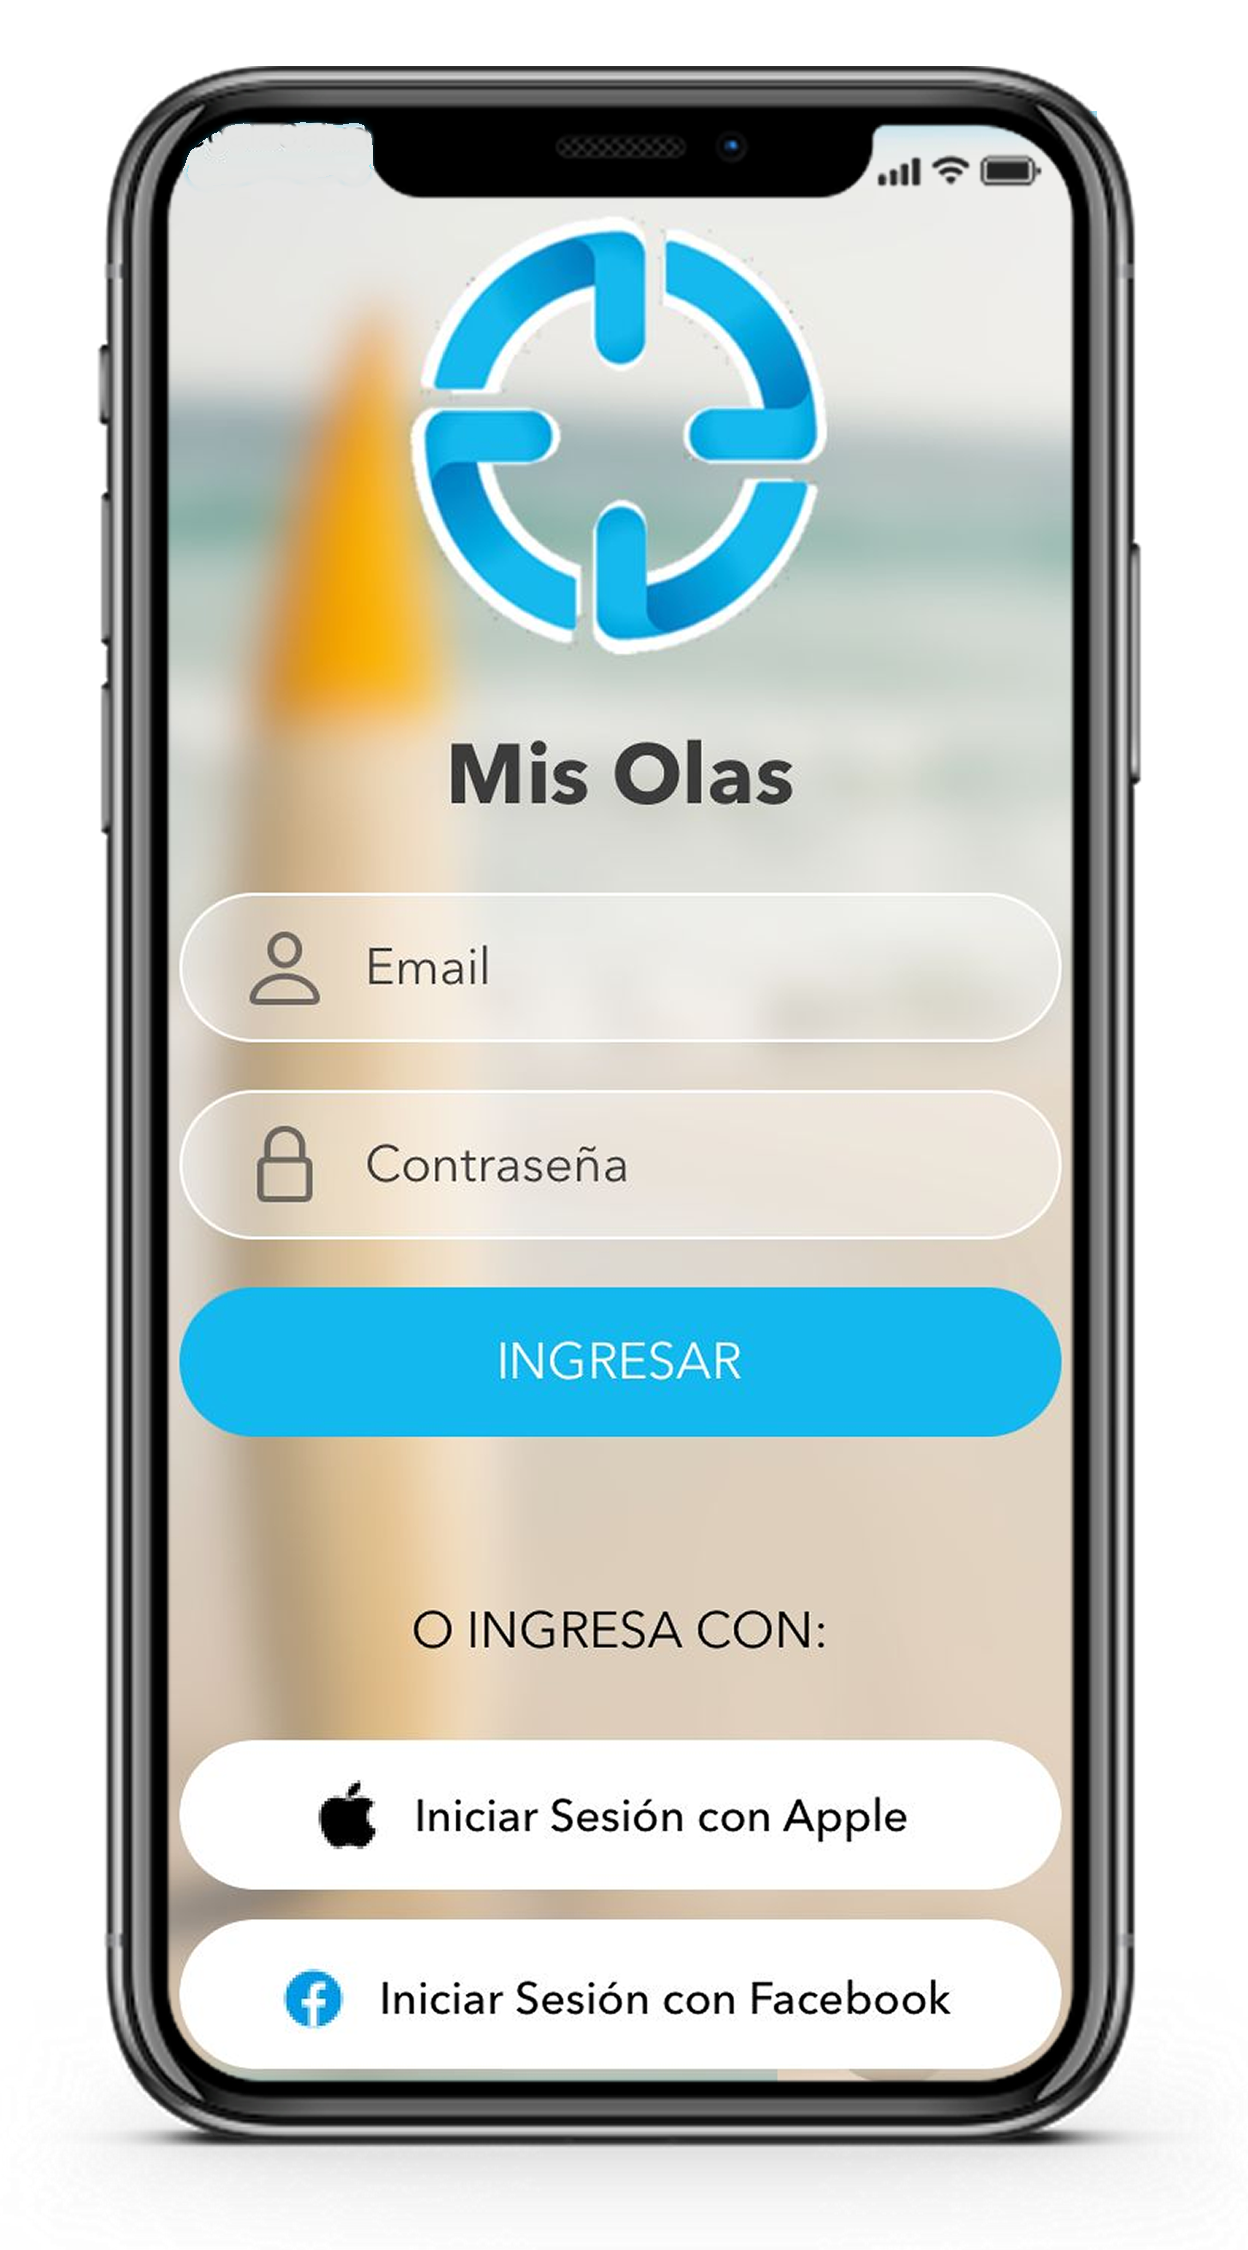 Mis Olas
Email
Contraseña
INGRESAR
O INGRESA CON:
Iniciar Sesión con Apple
Iniciar Sesión con Facebook